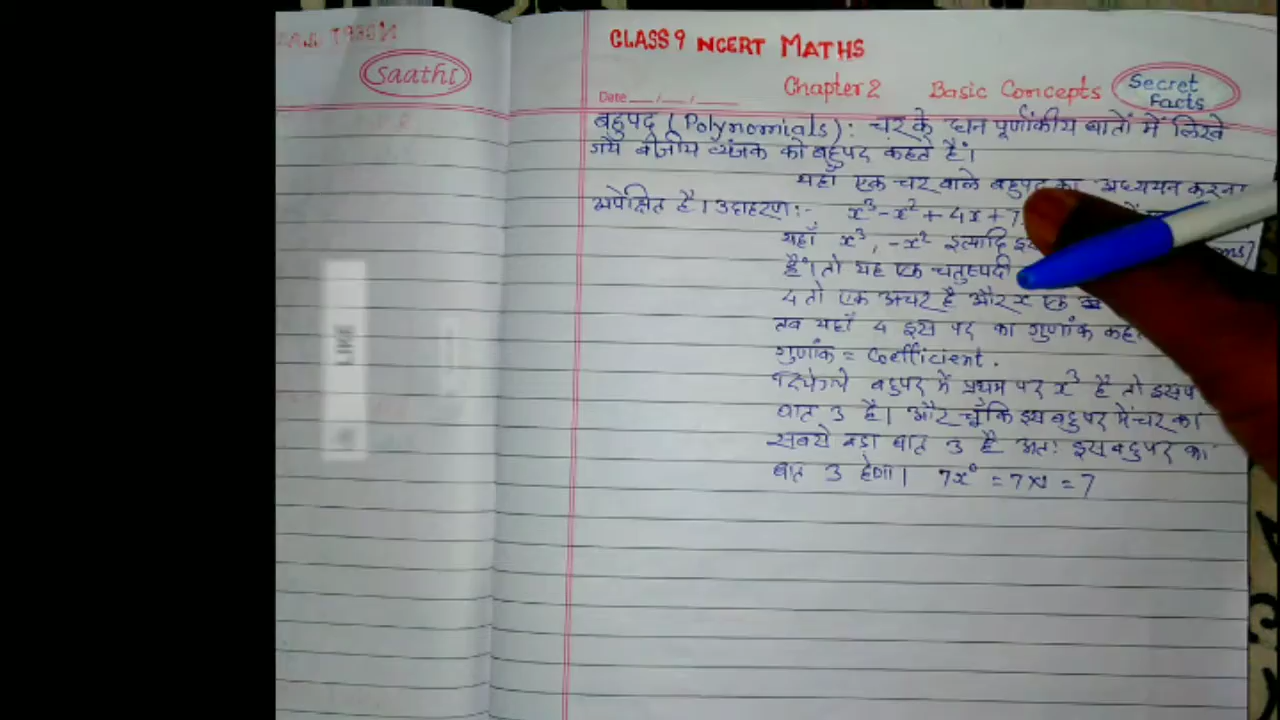 Saathi
CLASS 9 NCERT MATHS
Chapter 2 Basic Concepts Secret Facts
Date
बहुपद (Polynomials): चर के धन पूर्णांकीय घातों में लिखे
गये बीजीय व्यंजक को बहुपद कहते हैं।
यहाँ एक चर वाले बहुपद का अध्ययन करना
अपेक्षित है। उदाहरण:- x³-x²+4x+7
यहाँ x³, -x² इत्यादि
हैं। तो यह एक चतुष्पदी
4 तो एक अचर है और x एक
तब यहाँ 4 इस पद का गुणांक
गुणांक = Coefficient.
बहुपद में प्रथम पद x³ है तो
घात 3 है। और चूँकि इस बहुपद में चर का
सबसे बड़ा घात 3 है अतः इस बहुपद का
घात 3 होगा। 7x⁰ = 7×1 = 7
LIKE